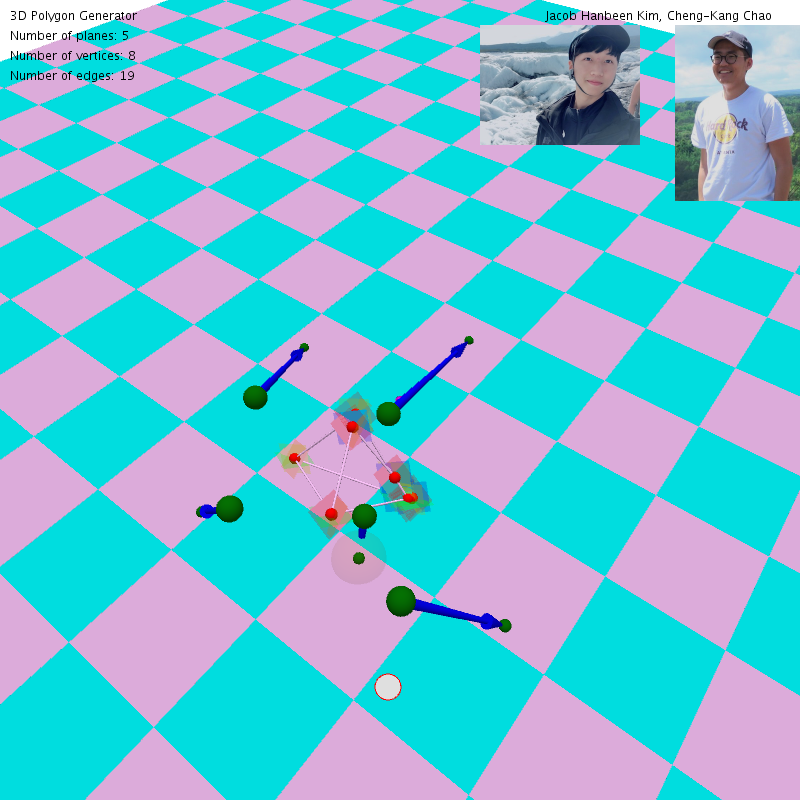 3D Polygon Generator
Jacob Hanbeen Kim, Cheng-Kang Chao
Number of planes: 5
Number of vertices: 8
Number of edges: 19